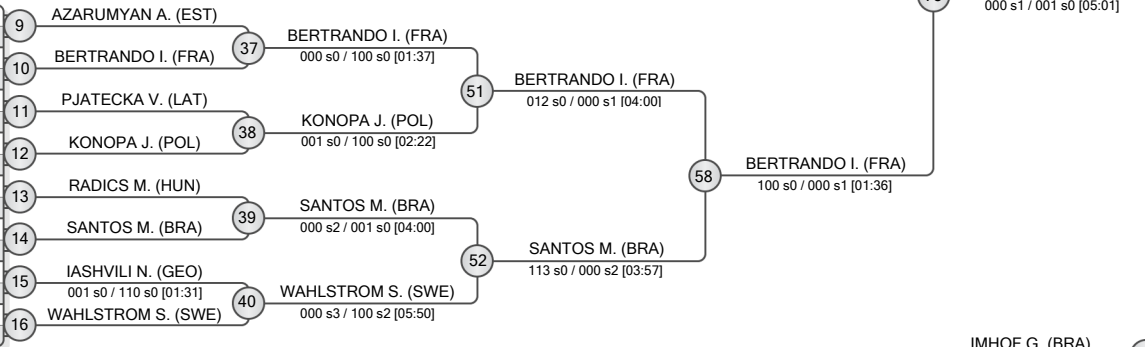 000 s1 / 001 s0 [05:01]
9
AZARUMYAN A. (EST)
37
BERTRANDO I. (FRA)
000 s0 / 100 s0 [01:37]
10
BERTRANDO I. (FRA)
51
BERTRANDO I. (FRA)
012 s0 / 000 s1 [04:00]
11
PJATECKA V. (LAT)
38
KONOPA J. (POL)
001 s0 / 100 s0 [02:22]
12
KONOPA J. (POL)
58
BERTRANDO I. (FRA)
100 s0 / 000 s1 [01:36]
13
RADICS M. (HUN)
39
SANTOS M. (BRA)
000 s2 / 001 s0 [04:00]
14
SANTOS M. (BRA)
52
SANTOS M. (BRA)
113 s0 / 000 s2 [03:57]
15
IASHVILI N. (GEO)
001 s0 / 110 s0 [01:31]
40
WAHLSTROM S. (SWE)
000 s3 / 100 s2 [05:50]
16
WAHLSTROM S. (SWE)
IMHOF G. (BRA)